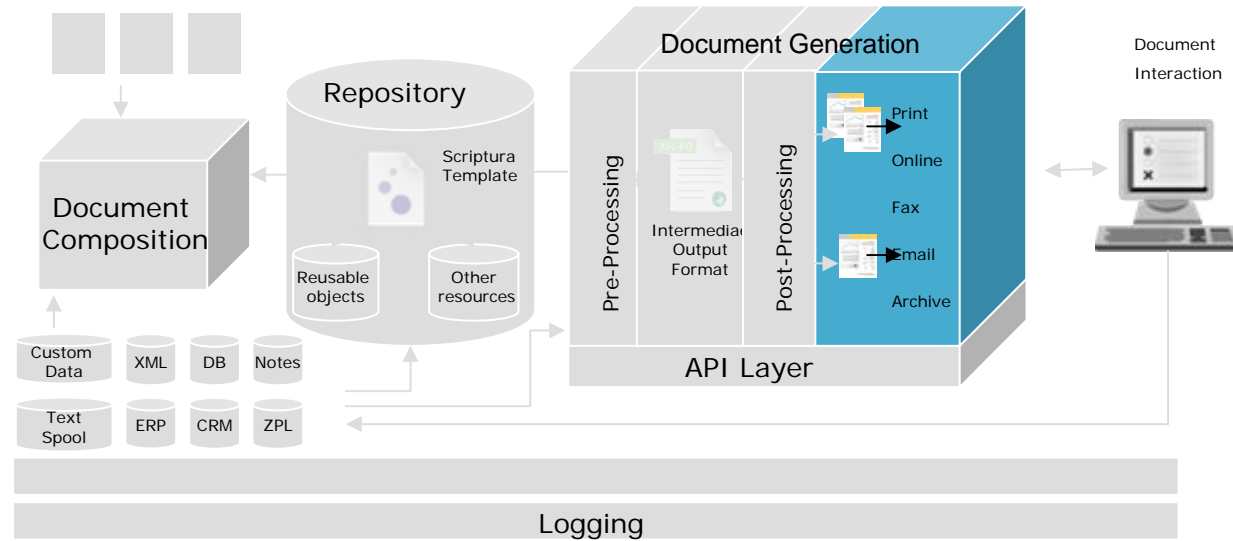 Document Generation
Document
Interaction
Repository
Scriptura
Template
Document
Composition
Reusable
objects
Other
resources
Pre-Processing
XSL-FO
Intermediac
Output
Format
Post-Processing
Print
Online
Fax
Email
Archive
API Layer
Custom
Data
XML
DB
Notes
Text
Spool
ERP
CRM
ZPL
Logging